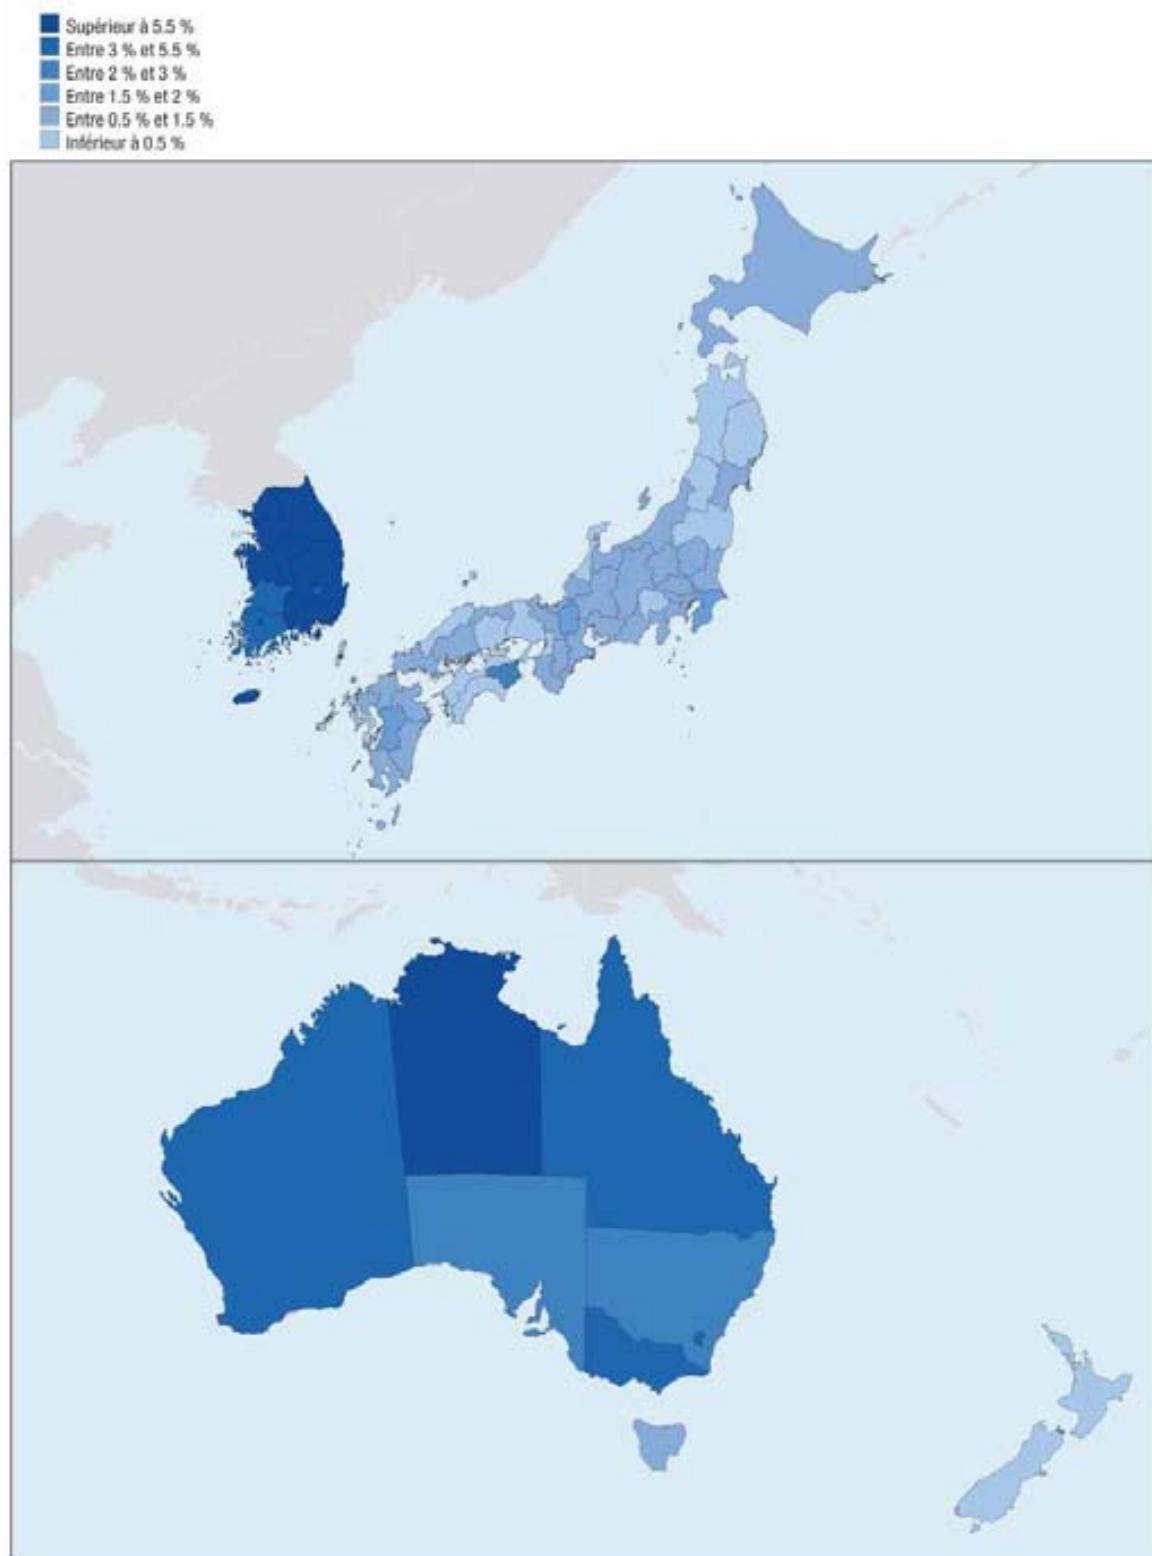 Supérieur à 5.5 %
Entre 3 % et 5.5 %
Entre 2 % et 3 %
Entre 1.5 % et 2 %
Entre 0.5 % et 1.5 %
Inférieur à 0.5 %